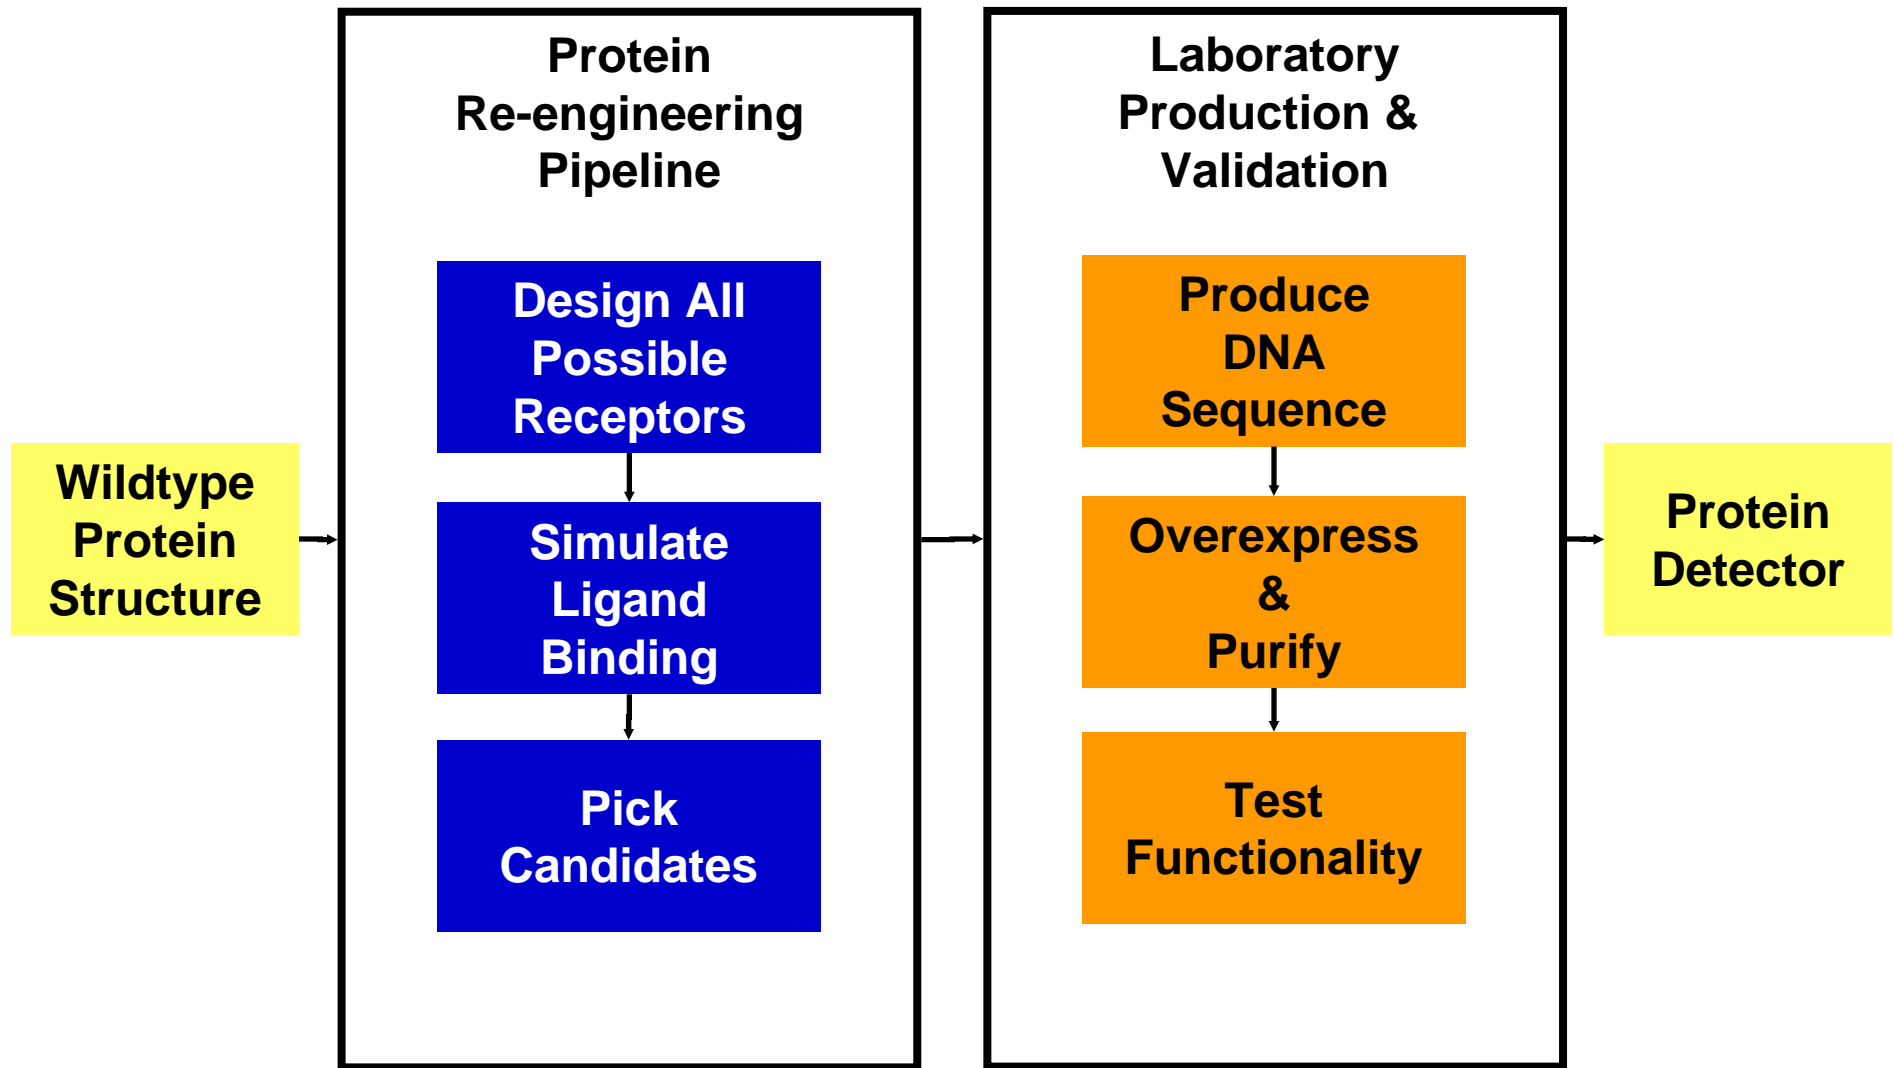 Wildtype
Protein
Structure
Protein
Re-engineering
Pipeline
Design All
Possible
Receptors
Simulate
Ligand
Binding
Pick
Candidates
Laboratory
Production &
Validation
Produce
DNA
Sequence
Overexpress
&
Purify
Test
Functionality
Protein
Detector